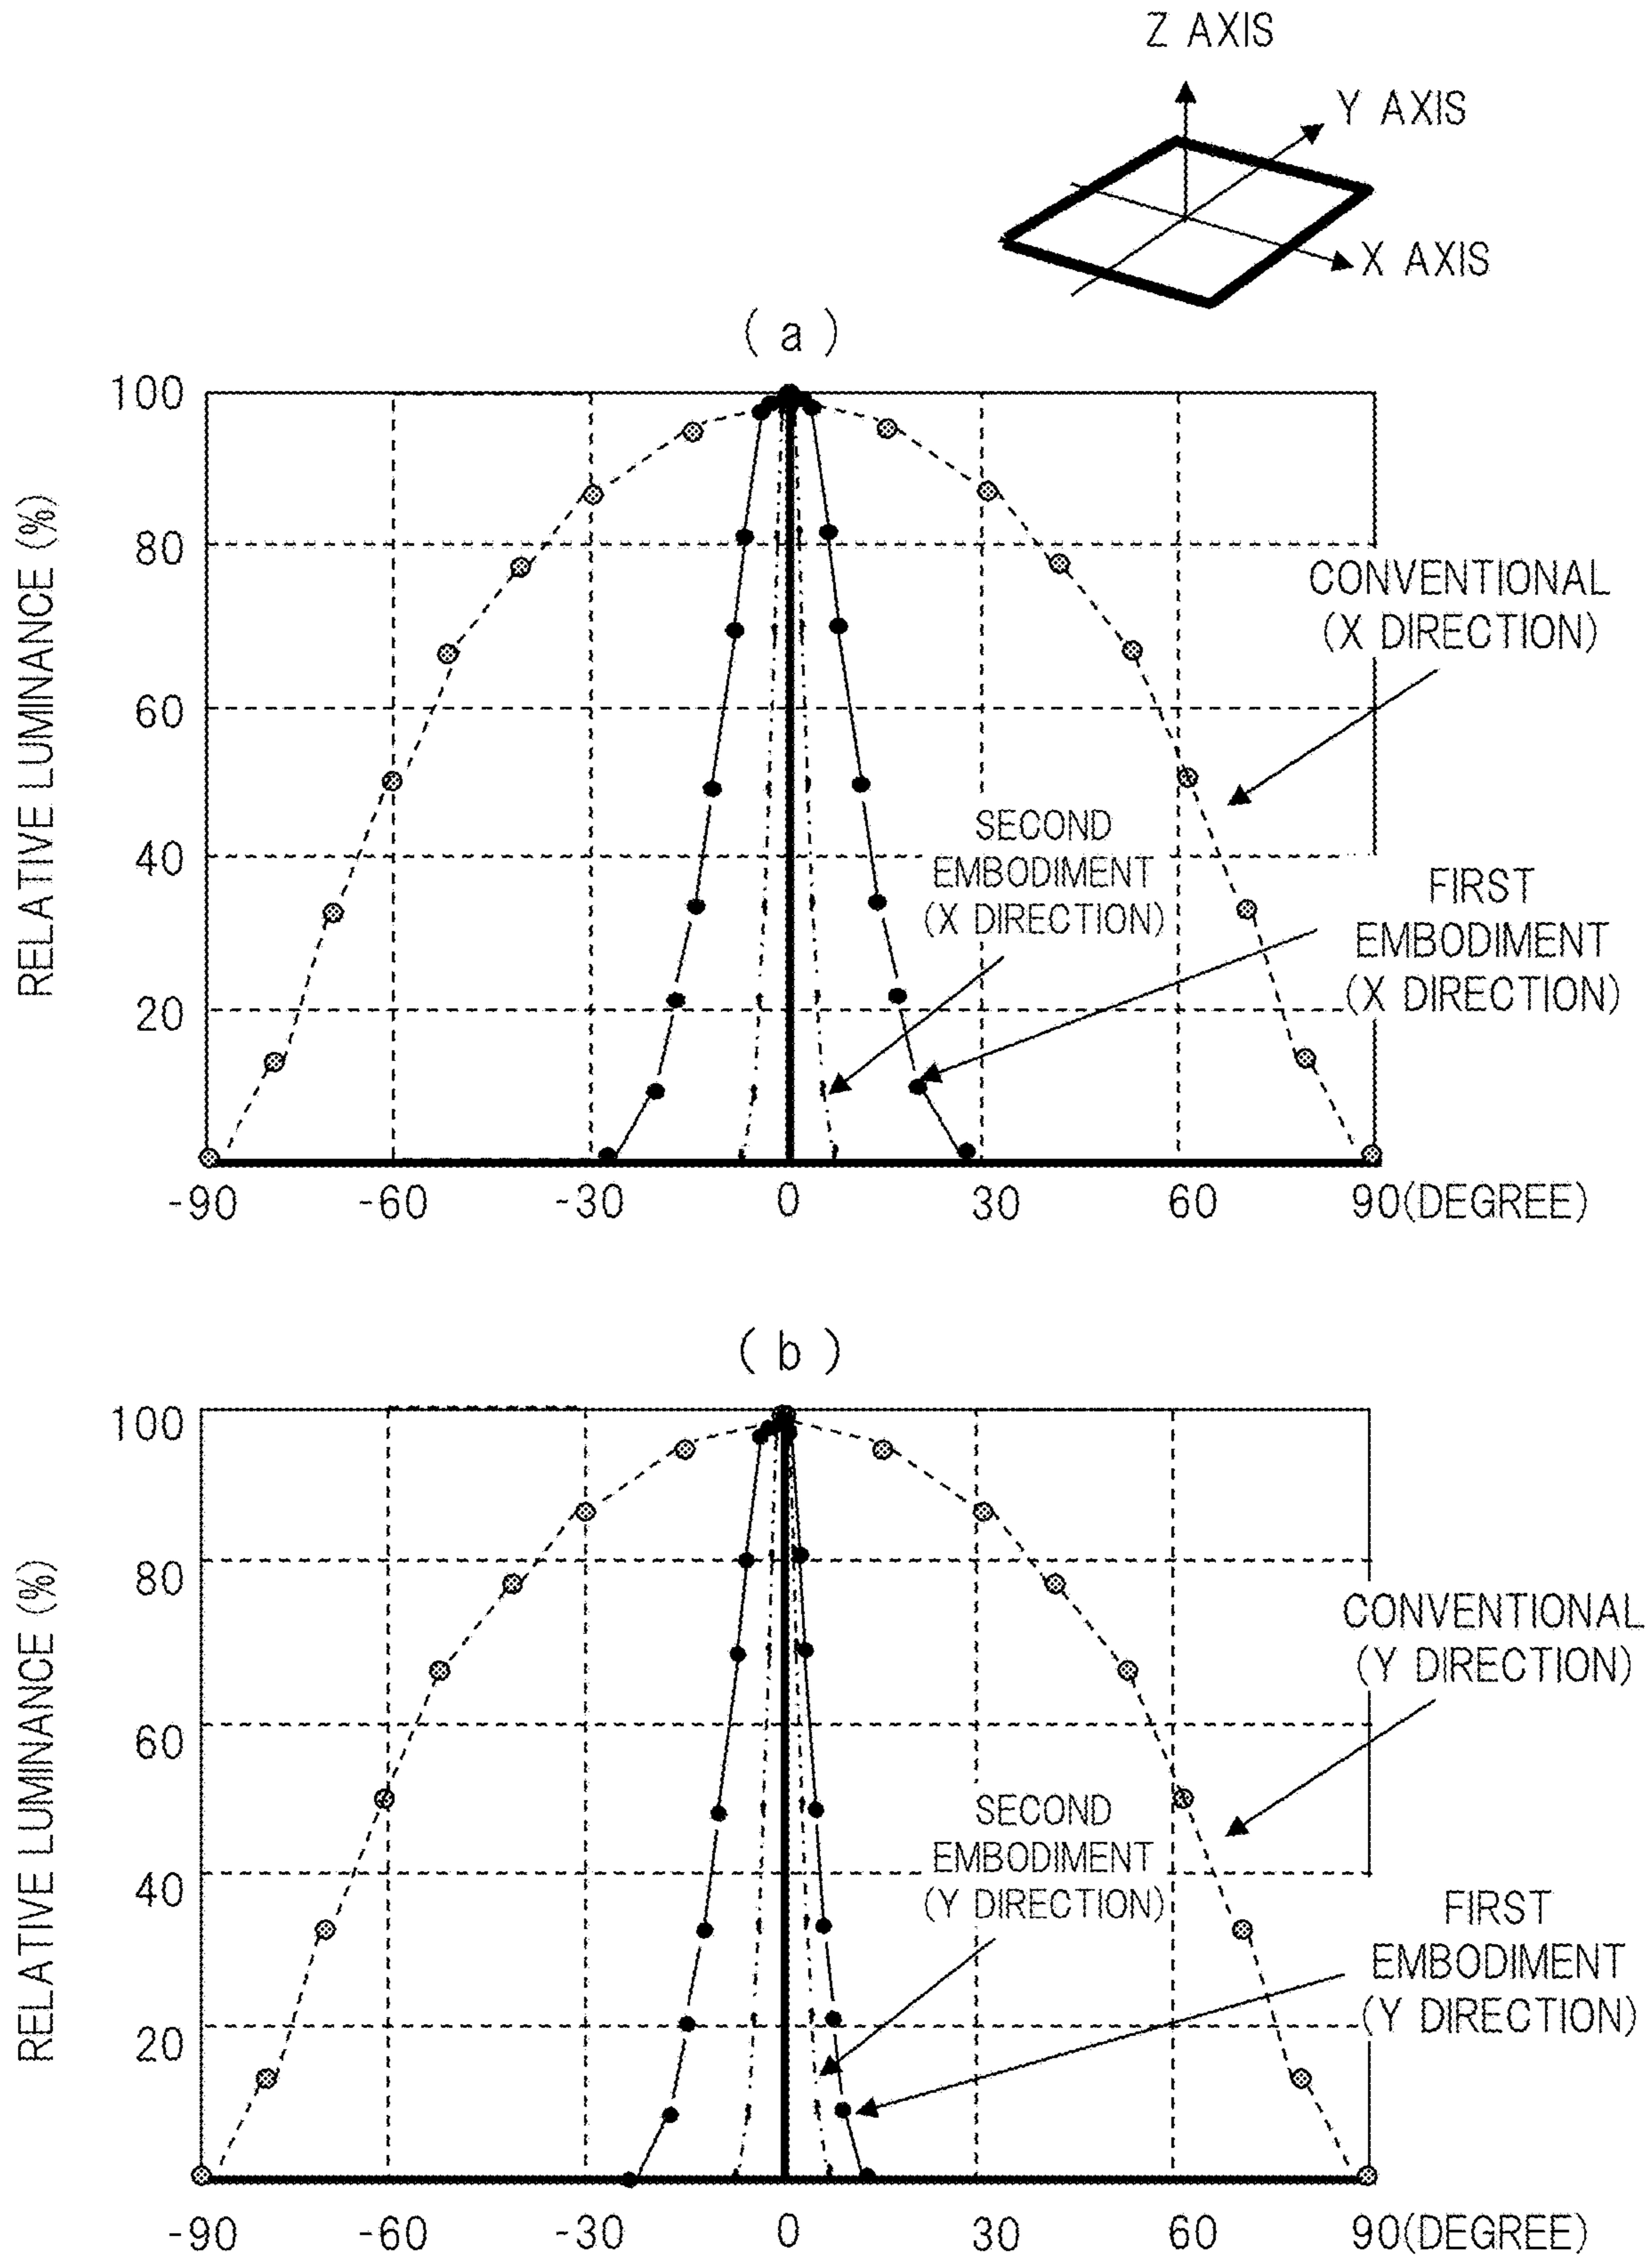 Z AXIS
Y AXIS
X AXIS
( a )
RELATIVE LUMINANCE (%)
100
80
60
40
20
CONVENTIONAL
(X DIRECTION)
SECOND
EMBODIMENT
(X DIRECTION)
FIRST
EMBODIMENT
(X DIRECTION)
-90 -60 -30 0 30 60 90(DEGREE)
( b )
RELATIVE LUMINANCE (%)
100
80
60
40
20
CONVENTIONAL
(Y DIRECTION)
SECOND
EMBODIMENT
(Y DIRECTION)
FIRST
EMBODIMENT
(Y DIRECTION)
-90 -60 -30 0 30 60 90(DEGREE)